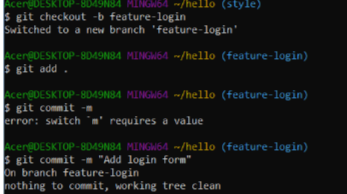 Acer@DESKTOP-8D49N84 MINGW64 ~/hello (style)
$ git checkout -b feature-login
Switched to a new branch 'feature-login'
Acer@DESKTOP-8D49N84 MINGW64 ~/hello (feature-login)
$ git add .
Acer@DESKTOP-8D49N84 MINGW64 ~/hello (feature-login)
$ git commit -m
error: switch `m' requires a value
Acer@DESKTOP-8D49N84 MINGW64 ~/hello (feature-login)
$ git commit -m "Add login form"
On branch feature-login
nothing to commit, working tree clean